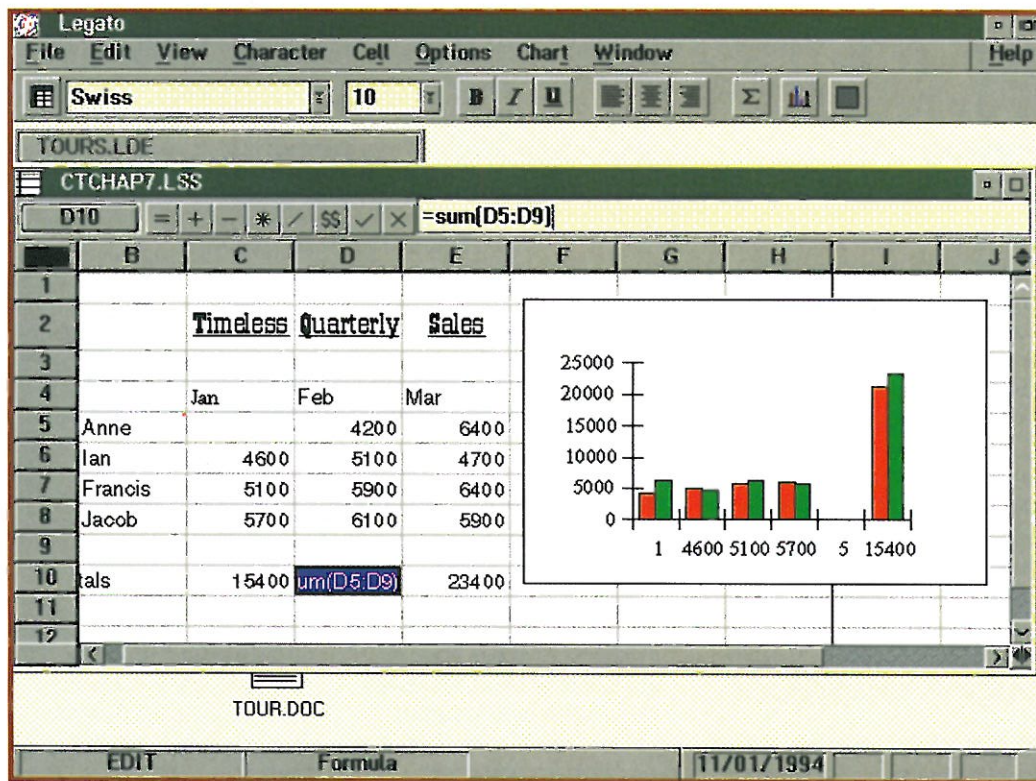 Legato
File Edit View Character Cell Options Chart Window Help
Swiss 10 B I U Σ
TOURS.LDE
CTCHAP7.LSS
D10 = + - * / $$ ✓ × =sum(D5:D9)
B C D E F G H I J
1
2 Timeless Quarterly Sales
3
4 Jan Feb Mar
5 Anne 4200 6400
6 Ian 4600 5100 4700
7 Francis 5100 5900 6400
8 Jacob 5700 6100 5900
9
10 tals 15400 um(D5:D9) 23400
11
12
25000
20000
15000
10000
5000
0
1 4600 5100 5700 5 15400
TOUR.DOC
EDIT Formula 11/01/1994